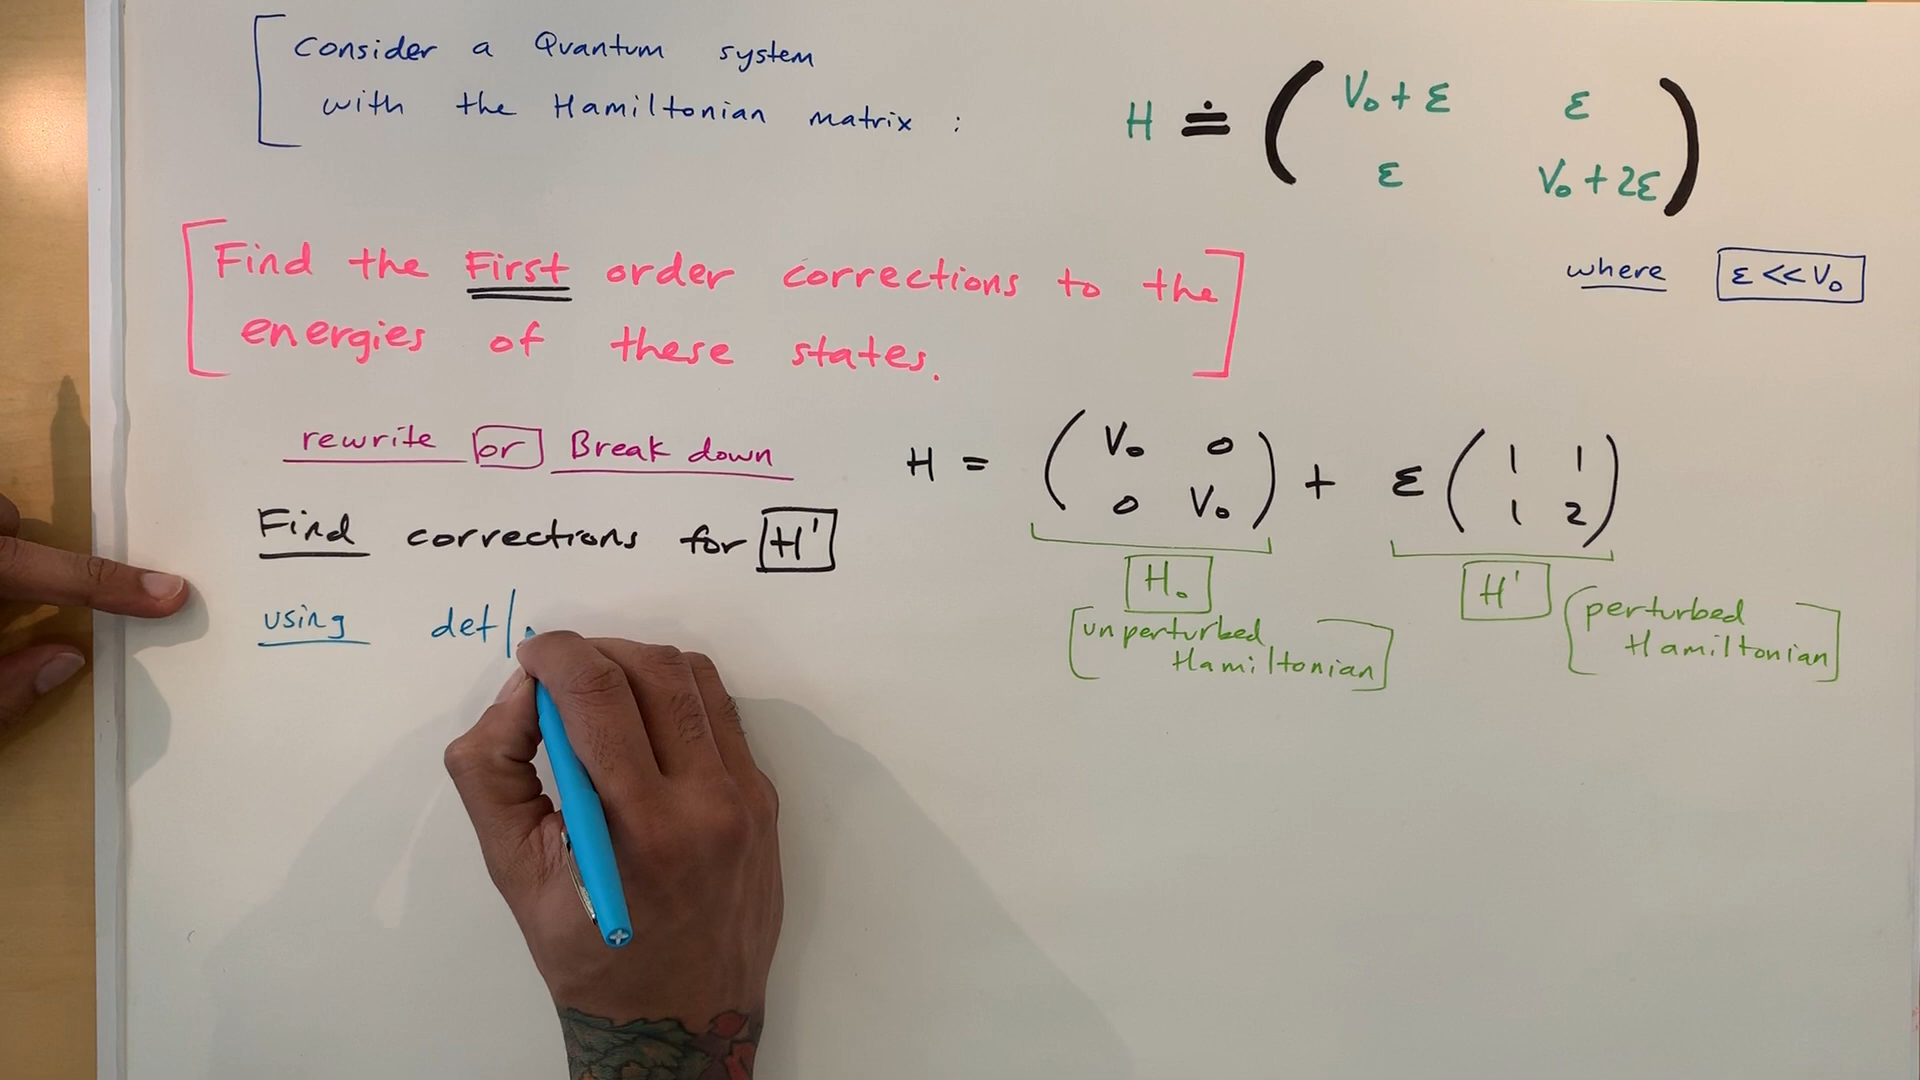 Consider a Quantum system
with the Hamiltonian matrix :
H ≐ ( V₀ + ε ε
ε V₀ + 2ε )
where ε << V₀
Find the First order corrections to the
energies of these states.
rewrite or Break down
H = ( V₀ 0
0 V₀ ) + ε ( 1 1
1 2 )
Find corrections for H'
H₀
H'
using det|
unperturbed
Hamiltonian
perturbed
Hamiltonian